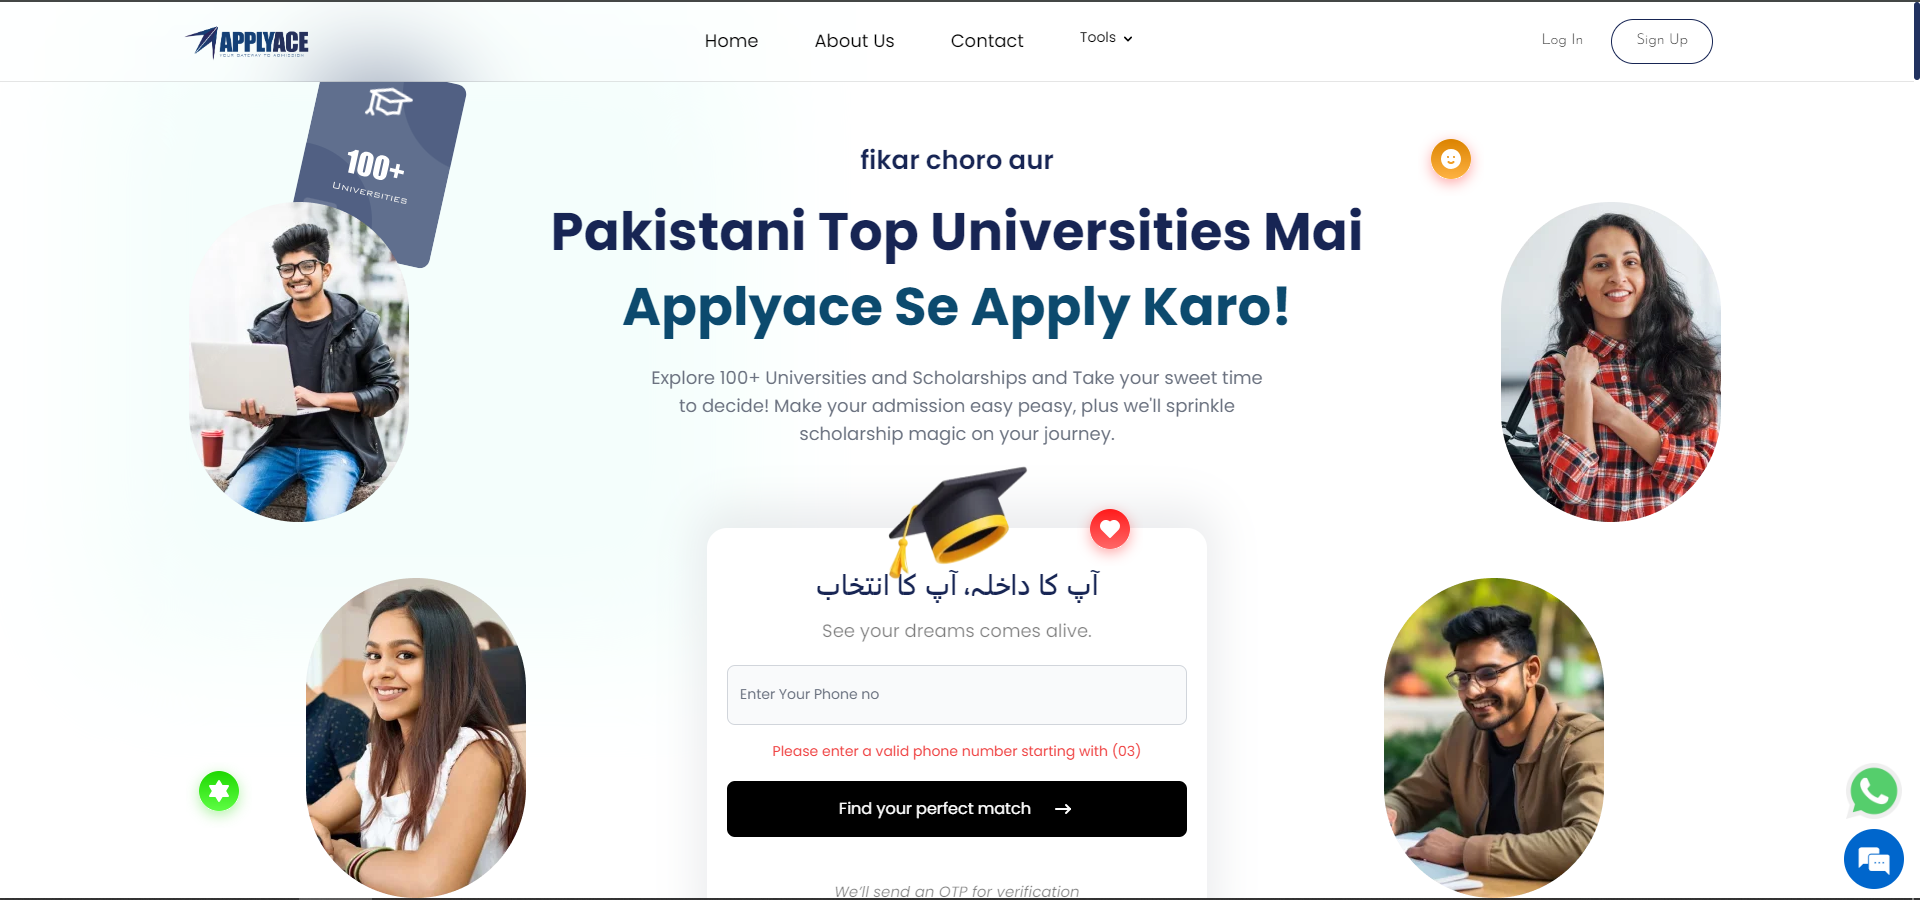 APPLYACE
YOUR GATEWAY TO ADMISSION
Home
About Us
Contact
Tools
Log In
Sign Up
100+
Universities
fikar choro aur
Pakistani Top Universities Mai
Applyace Se Apply Karo!
Explore 100+ Universities and Scholarships and Take your sweet time
to decide! Make your admission easy peasy, plus we'll sprinkle
scholarship magic on your journey.
آپ کا داخلہ، آپ کا انتخاب
See your dreams comes alive.
Enter Your Phone no
Please enter a valid phone number starting with (03)
Find your perfect match
We'll send an OTP for verification